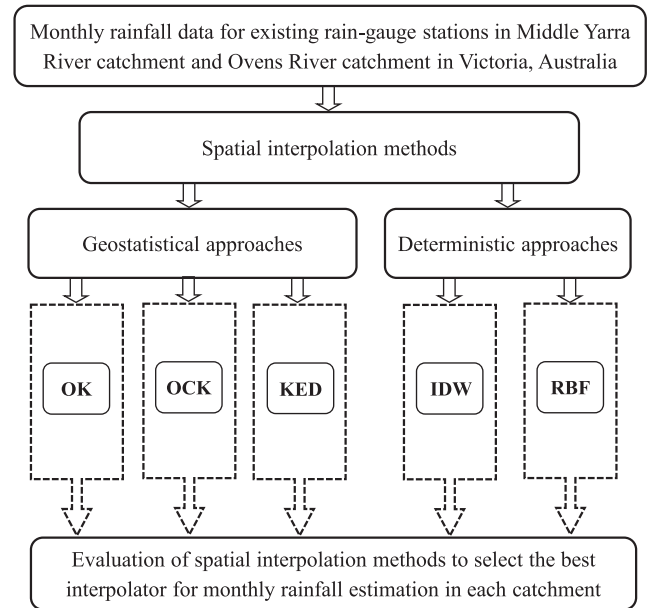 Monthly rainfall data for existing rain-gauge stations in Middle Yarra
River catchment and Ovens River catchment in Victoria, Australia
Spatial interpolation methods
Geostatistical approaches
Deterministic approaches
OK
OCK
KED
IDW
RBF
Evaluation of spatial interpolation methods to select the best
interpolator for monthly rainfall estimation in each catchment